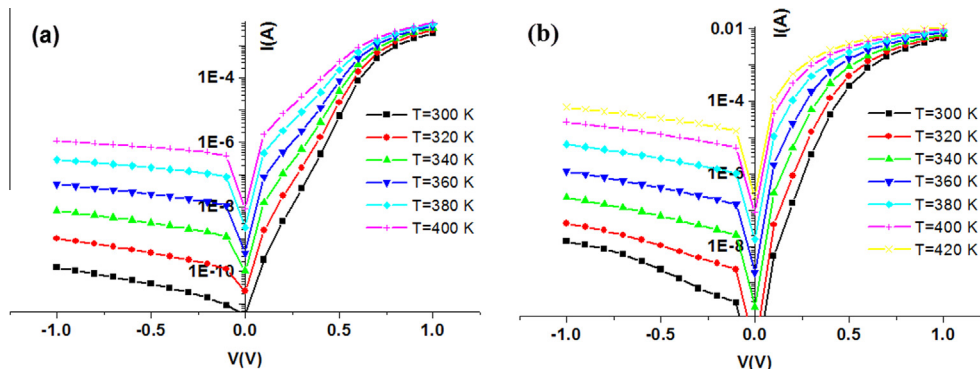 (a)
I(A)
1E-4
1E-6
1E-8
1E-10
-1.0 -0.5 0.0 0.5 1.0
V(V)
T=300 K
T=320 K
T=340 K
T=360 K
T=380 K
T=400 K
(b)
I(A)
0.01
1E-4
1E-6
1E-8
-1.0 -0.5 0.0 0.5 1.0
V(V)
T=300 K
T=320 K
T=340 K
T=360 K
T=380 K
T=400 K
T=420 K